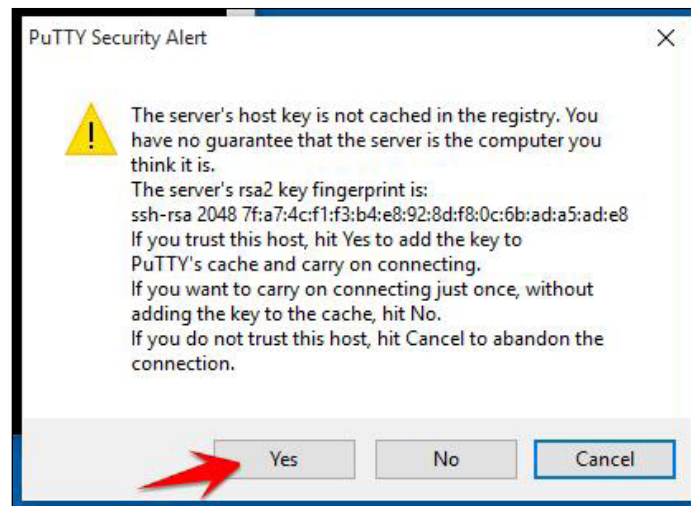 PuTTY Security Alert
The server's host key is not cached in the registry. You
have no guarantee that the server is the computer you
think it is.
The server's rsa2 key fingerprint is:
ssh-rsa 2048 7f:a7:4c:f1:f3:b4:e8:92:8d:f8:0c:6b:ad:a5:ad:e8
If you trust this host, hit Yes to add the key to
PuTTY's cache and carry on connecting.
If you want to carry on connecting just once, without
adding the key to the cache, hit No.
If you do not trust this host, hit Cancel to abandon the
connection.
Yes No Cancel